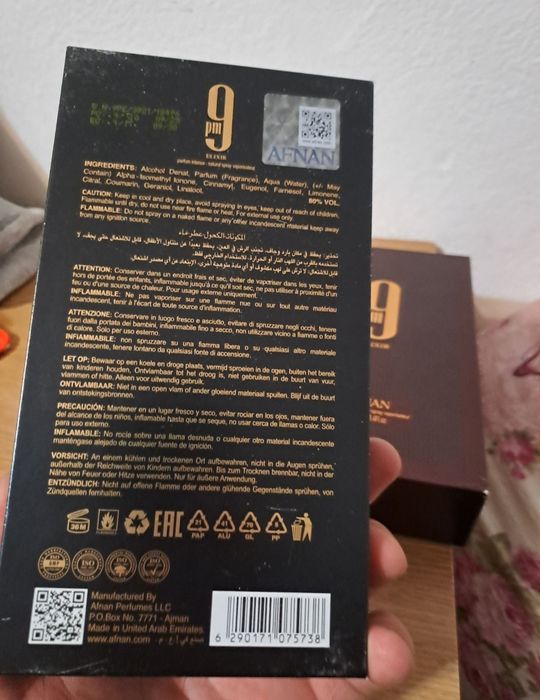 9
pm
ELIXIR
parfum intense - natural spray vaporisateur
www.afnan.com
AFNAN
INGREDIENTS: Alcohol Denat, Parfum (Fragrance), Aqua (Water), (+/- May
Contain) Alpha-Isomethyl Ionone, Cinnamyl, Eugenol, Farnesol, Limonene,
Citral, Coumarin, Geraniol, Linalool.
80% VOL.
CAUTION: Keep in cool and dry place, avoid spraying in eyes, keep out of reach of children,
Flammable until dry, do not use near fire flame or heat, For external use only.
FLAMMABLE: Do not spray on a naked flame or any other incandescent material keep away
from any ignition source.
المكونات:الكحول,عطر,ماء
ATTENTION: Conserver dans un endroit frais et sec, éviter de vaporiser dans les yeux, tenir
hors de portée des enfants, inflammable jusqu'à ce qu'il soit sec, ne pas utiliser à proximité d'un
feu ou d'une source de chaleur. Pour usage externe uniquement.
INFLAMMABLE: Ne pas vaporiser sur une flamme nue ou sur tout autre matériau
incandescent, tenir à l'écart de toute source d'inflammation.
ATTENZIONE: Conservare in luogo fresco e asciutto, evitare di spruzzare negli occhi, tenere
fuori dalla portata dei bambini, infiammabile fino a secco, non utilizzare vicino a fiamme o fonti
di calore. Solo per uso esterno.
INFIAMMABILE: non spruzzare su una fiamma libera o su qualsiasi altro materiale
incandescente, tenere lontano da qualsiasi fonte di accensione.
LET OP: Bewaar op een koele en droge plaats, vermijd sproeien in de ogen, buiten het bereik
van kinderen houden, Ontvlambaar tot het droog is, niet gebruiken in de buurt van vuur,
vlammen of hitte. Alleen voor uitwendig gebruik.
ONTVLAMBAAR: Niet in een open vlam of ander gloeiend materiaal spuiten. Blijf uit de buurt
van ontstekingsbronnen.
PRECAUCIÓN: Mantener en un lugar fresco y seco, evitar rociar en los ojos, mantener fuera
del alcance de los niños, inflamable hasta que se seque, no usar cerca de llamas o calor. Sólo
para uso externo.
INFLAMABLE: No rocíe sobre una llama desnuda o cualquier otro material incandescente
manténgase alejado de cualquier fuente de ignición.
VORSICHT: An einem kühlen und trockenen Ort aufbewahren, nicht in die Augen sprühen,
außerhalb der Reichweite von Kindern aufbewahren, Bis zum Trocknen brennbar, nicht in der
Nähe von Feuer oder Hitze verwenden. Nur für äußere Anwendung.
ENTZÜNDLICH: Nicht auf offene Flamme oder andere glühende Gegenstände sprühen, von
Zündquellen fernhalten.
36M
EAC
21
PAP
41
ALU
70
GL
5
PP
ISO
GMP
ISO
Manufactured By
Afnan Perfumes LLC
P.O.Box No. 7771 - Ajman
Made in United Arab Emirates.
www.afnan.com
صنع في إ.ع.م
6 290171 075738
9
pm
ELIXIR